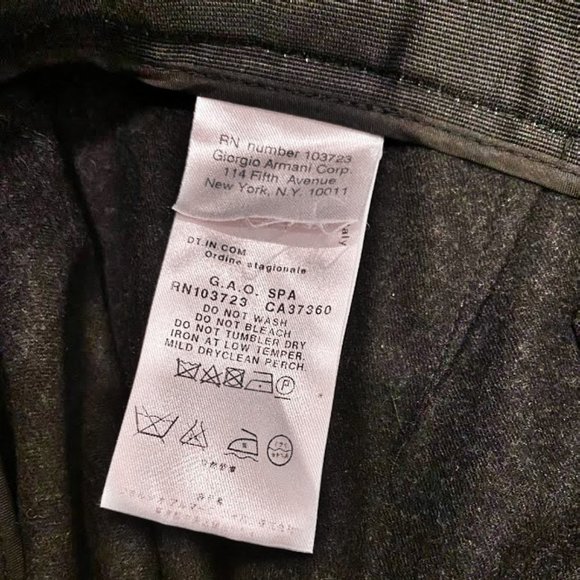 RN number 103723
Giorgio Armani Corp.
114 Fifth Avenue
New York, N.Y. 10011
aly
DT.IN COM
Ordine stagionale
G.A.O. SPA
RN103723 CA37360
DO NOT WASH
DO NOT BLEACH
DO NOT TUMBLER DRY
IRON AT LOW TEMPER.
MILD DRYCLEAN PERCH.
P